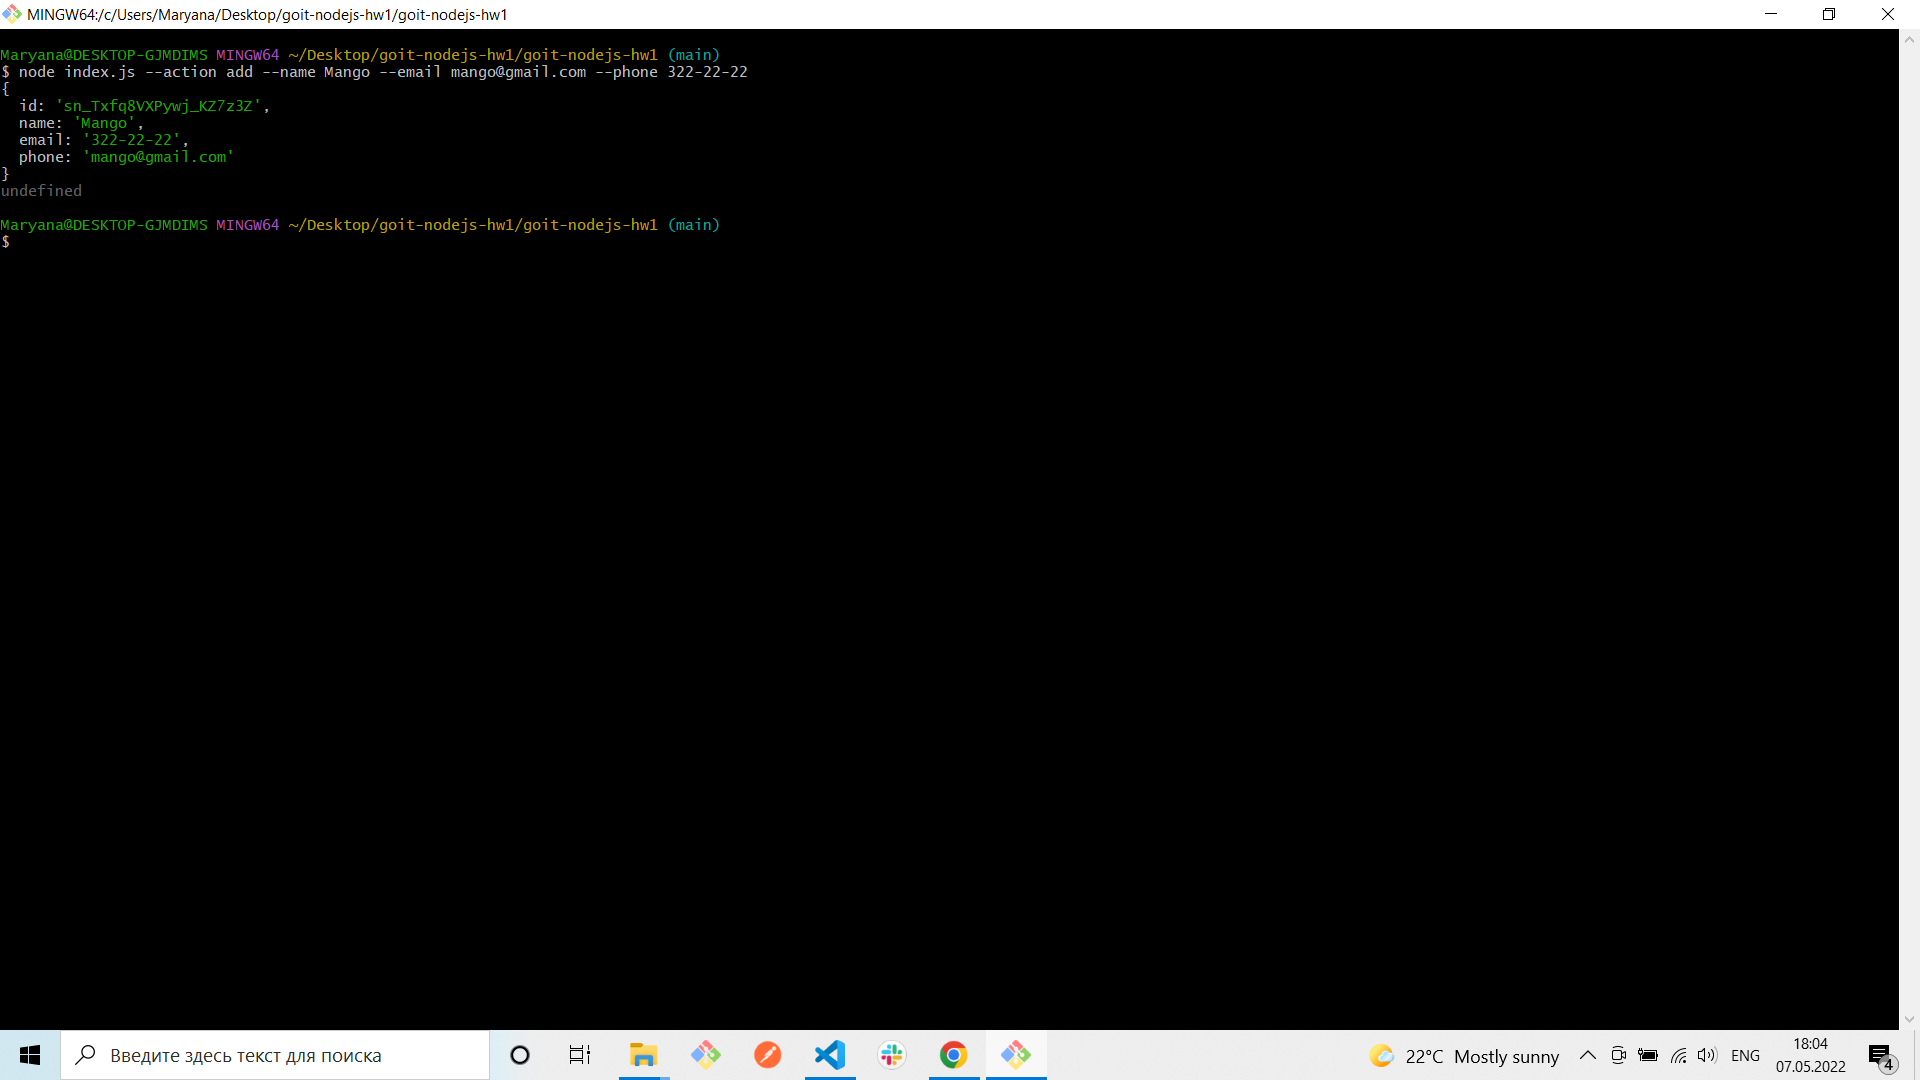 MINGW64:/c/Users/Maryana/Desktop/goit-nodejs-hw1/goit-nodejs-hw1
Maryana@DESKTOP-GJMDIMS MINGW64 ~/Desktop/goit-nodejs-hw1/goit-nodejs-hw1 (main)
$ node index.js --action add --name Mango --email mango@gmail.com --phone 322-22-22
{
  id: 'sn_Txfq8VXPywj_KZ7z3Z',
  name: 'Mango',
  email: '322-22-22',
  phone: 'mango@gmail.com'
}
undefined
Maryana@DESKTOP-GJMDIMS MINGW64 ~/Desktop/goit-nodejs-hw1/goit-nodejs-hw1 (main)
$
Введите здесь текст для поиска
22°C Mostly sunny
ENG
18:04
07.05.2022
4